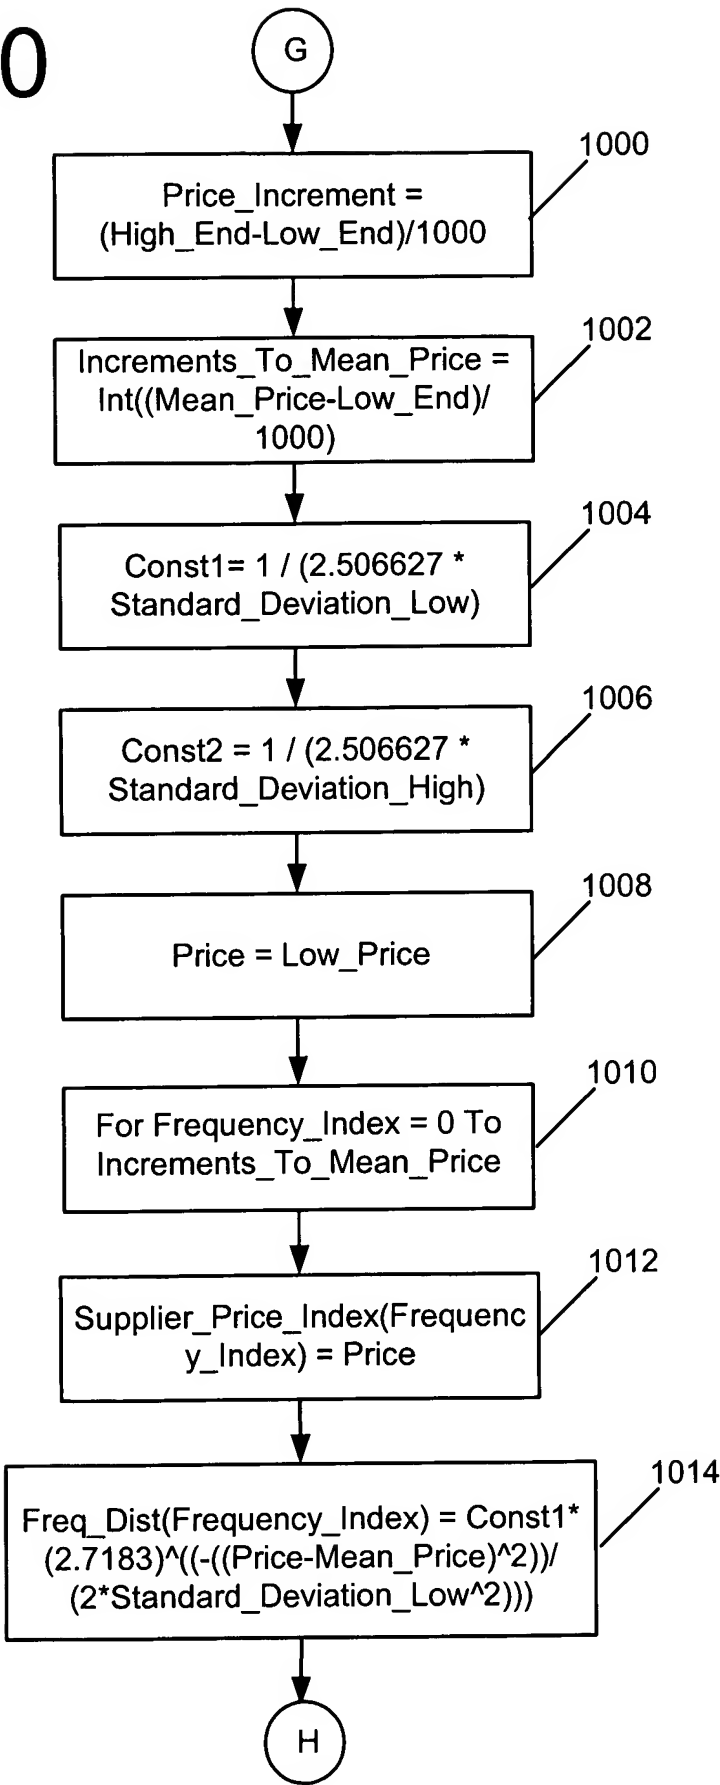 0
G
1000
Price_Increment =
(High_End-Low_End)/1000
1002
Increments_To_Mean_Price =
Int((Mean_Price-Low_End)/
1000)
1004
Const1= 1 / (2.506627 *
Standard_Deviation_Low)
1006
Const2 = 1 / (2.506627 *
Standard_Deviation_High)
1008
Price = Low_Price
1010
For Frequency_Index = 0 To
Increments_To_Mean_Price
1012
Supplier_Price_Index(Frequenc
y_Index) = Price
1014
Freq_Dist(Frequency_Index) = Const1*
(2.7183)^((-((Price-Mean_Price)^2))/
(2*Standard_Deviation_Low^2)))
H